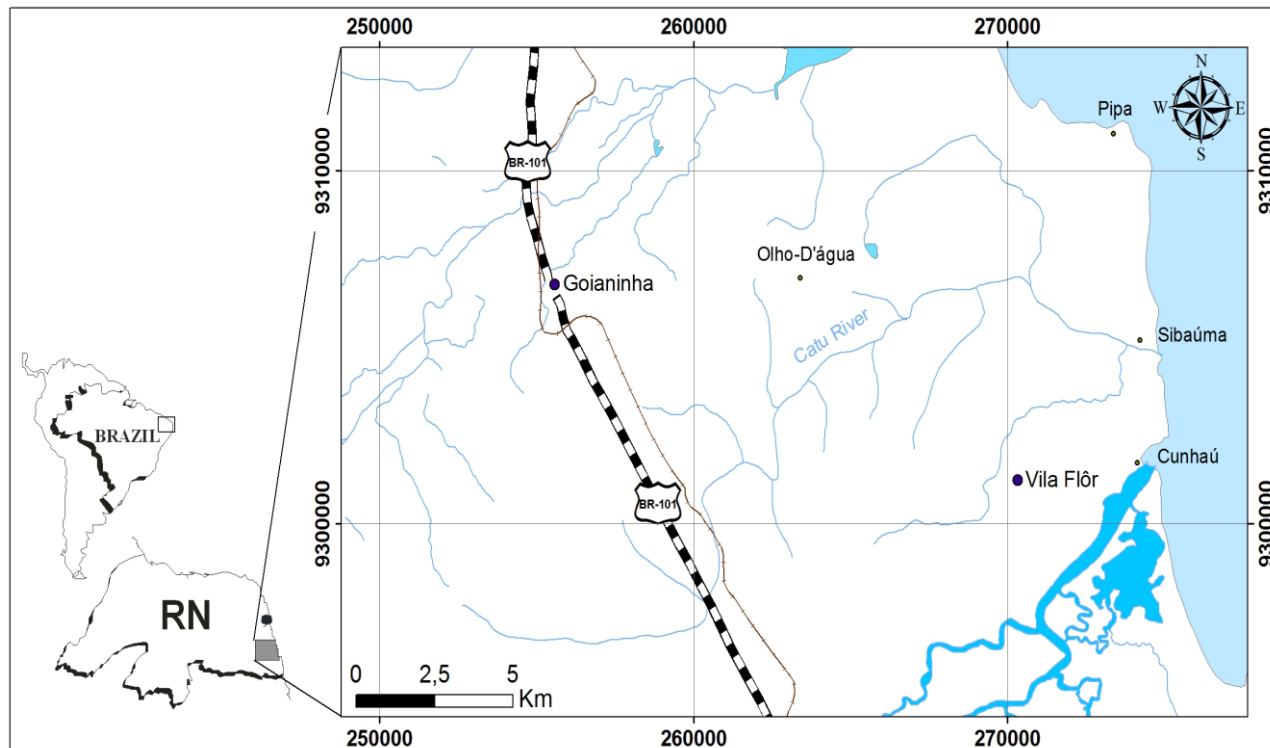 250000 260000 270000
N
W E
S
Pipa
BR-101
9310000 9310000
Olho-D'água
Goianinha
Catu River
Sibaúma
BRAZIL
Cunhaú
Vila Flôr
BR-101
9300000 9300000
RN
0 2,5 5
Km
250000 260000 270000